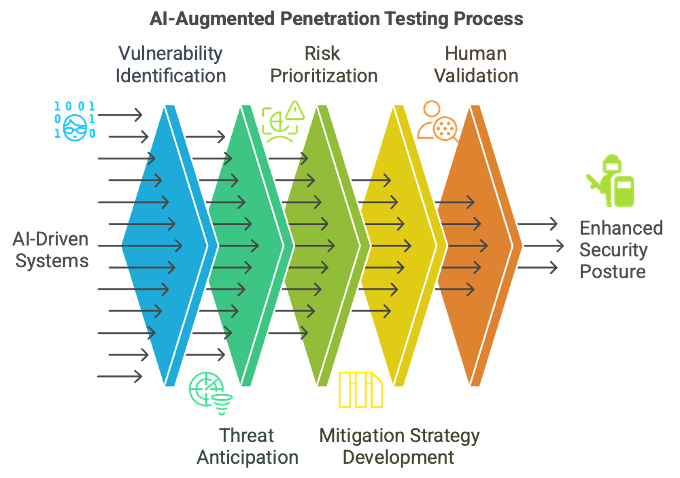 AI-Augmented Penetration Testing Process
Vulnerability
Identification
Risk
Prioritization
Human
Validation
1 0 0 1
0 1
1 0
AI-Driven
Systems
Enhanced
Security
Posture
Threat
Anticipation
Mitigation Strategy
Development